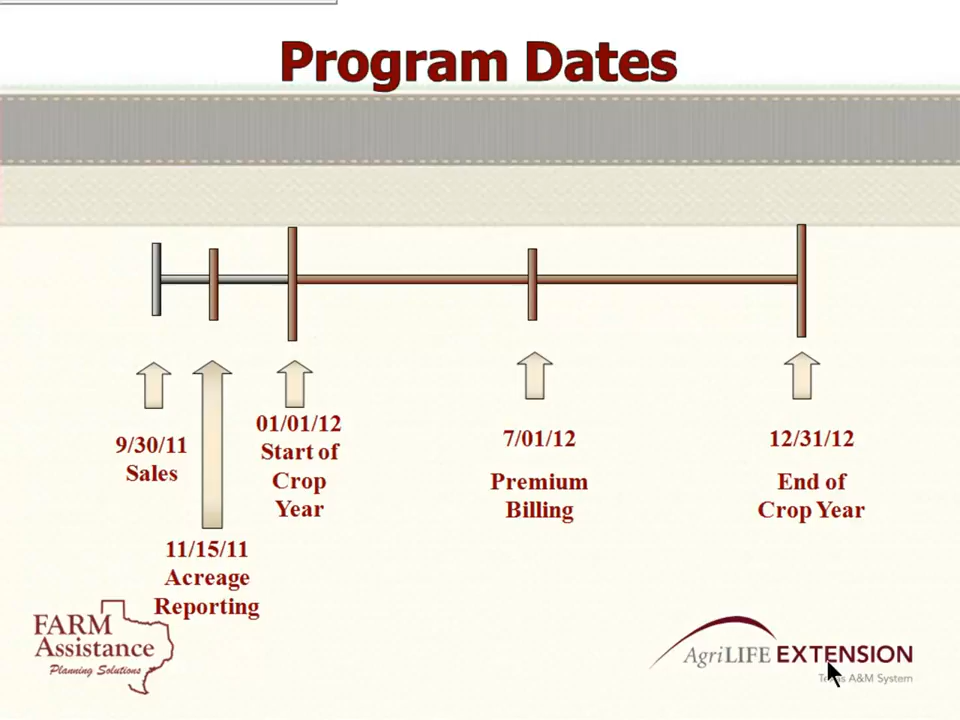 Program Dates
9/30/11
Sales
11/15/11
Acreage
Reporting
01/01/12
Start of
Crop
Year
7/01/12
Premium
Billing
12/31/12
End of
Crop Year
FARM
Assistance
Planning Solutions
AgriLIFE EXTENSION
Texas A&M System